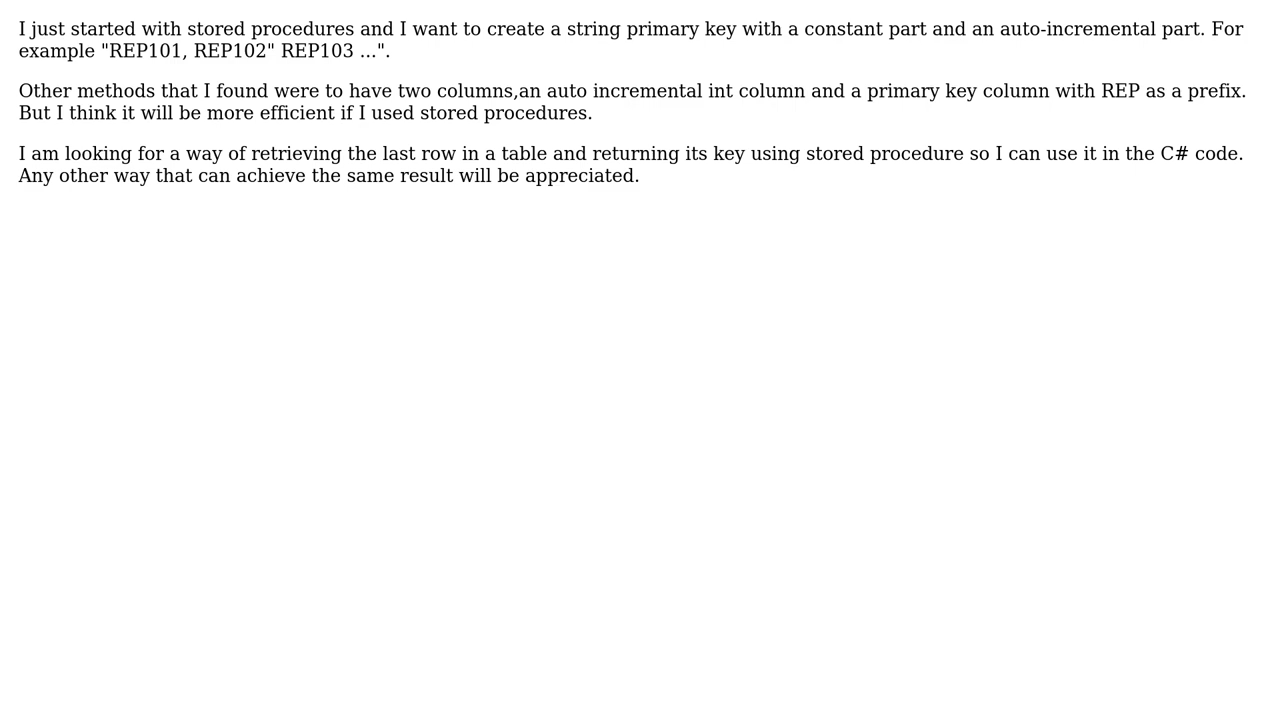 I just started with stored procedures and I want to create a string primary key with a constant part and an auto-incremental part. For
example "REP101, REP102" REP103 ...".
Other methods that I found were to have two columns,an auto incremental int column and a primary key column with REP as a prefix.
But I think it will be more efficient if I used stored procedures.
I am looking for a way of retrieving the last row in a table and returning its key using stored procedure so I can use it in the C# code.
Any other way that can achieve the same result will be appreciated.